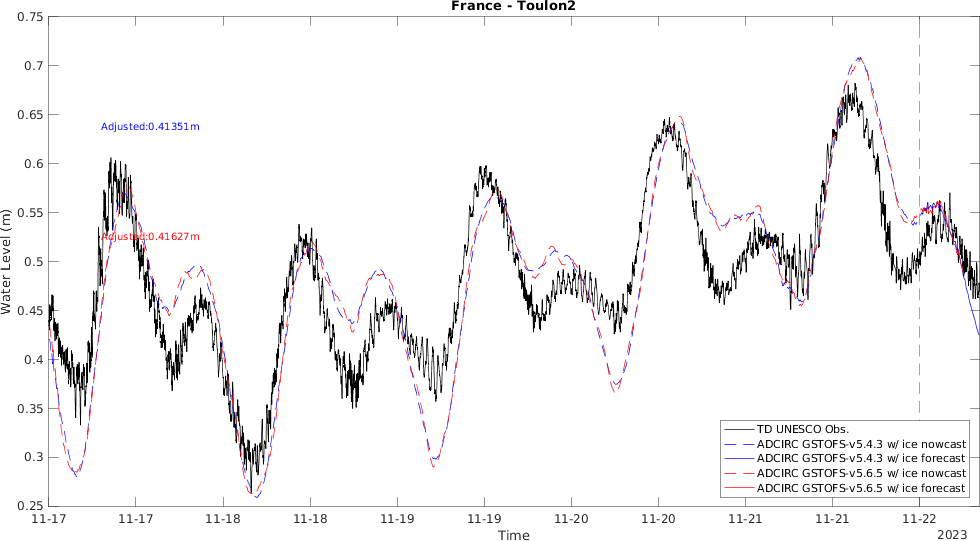 France - Toulon2
Water Level (m)
0.75
0.7
0.65
0.6
0.55
0.5
0.45
0.4
0.35
0.3
0.25
Adjusted:0.41351m
Adjusted:0.41627m
TD UNESCO Obs.
ADCIRC GSTOFS-v5.4.3 w/ ice nowcast
ADCIRC GSTOFS-v5.4.3 w/ ice forecast
ADCIRC GSTOFS-v5.6.5 w/ ice nowcast
ADCIRC GSTOFS-v5.6.5 w/ ice forecast
11-17 11-17 11-18 11-18 11-19 11-19 11-20 11-20 11-21 11-21 11-22
Time
2023